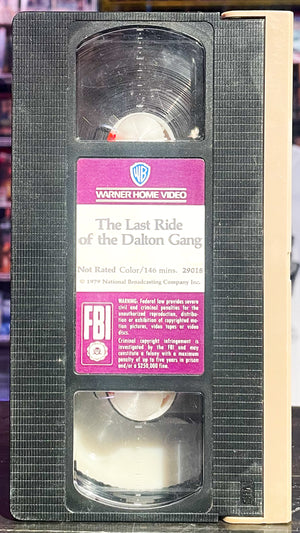 WB
WARNER HOME VIDEO
The Last Ride
of the Dalton Gang
Not Rated Color/146 mins. 29018
© 1979 National Broadcasting Company Inc.
FBI
WARNING: Federal law provides severe
civil and criminal penalties for the
unauthorized reproduction, distrib-
ution or exhibition of copyrighted mo-
tion pictures, video tapes or video
discs.
Criminal copyright infringement is
investigated by the FBI and may
constitute a felony with a maximum
penalty of up to five years in prison
and/or a $250,000 fine.